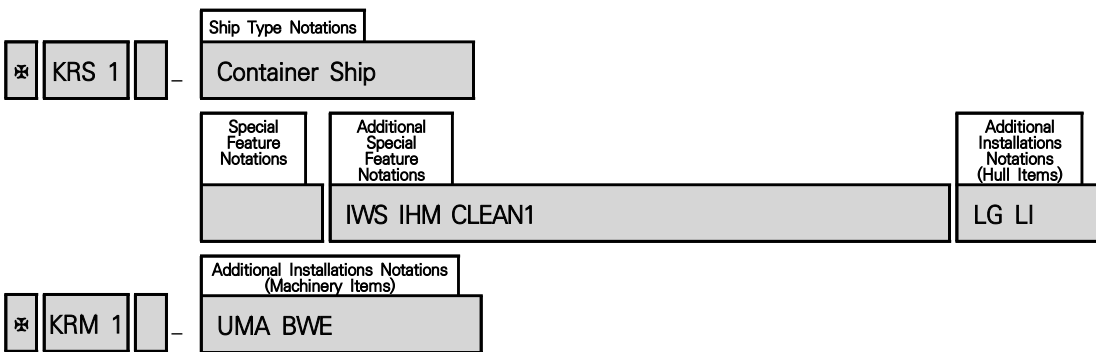 Ship Type Notations
✠ KRS 1 – Container Ship
Special
Feature
Notations
Additional
Special
Feature
Notations
Additional
Installations
Notations
(Hull Items)
IWS IHM CLEAN1
LG LI
Additional Installations Notations
(Machinery Items)
✠ KRM 1 – UMA BWE